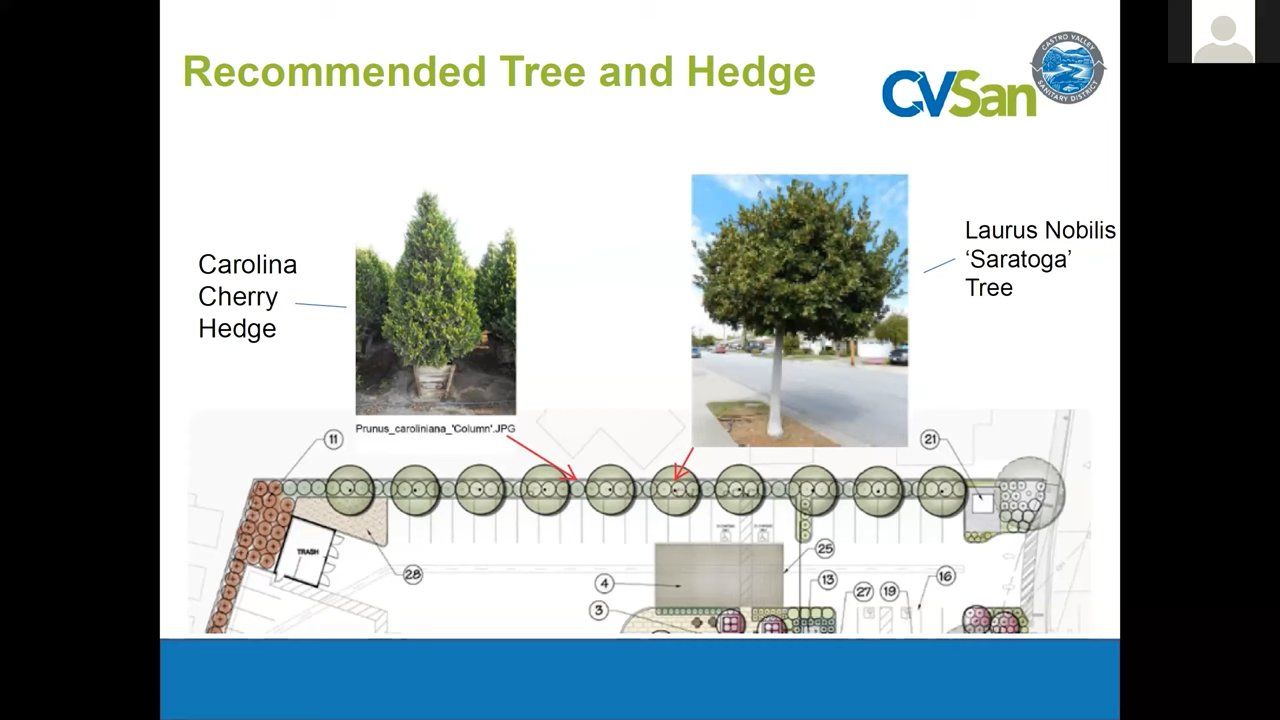 Recommended Tree and Hedge
CVSan
CASTRO VALLEY
SANITARY DISTRICT
Carolina
Cherry
Hedge
Laurus Nobilis
‘Saratoga’
Tree
Prunus_caroliniana_'Column'.JPG
11
21
TRASH
28
25
4
13
27
19
16
3